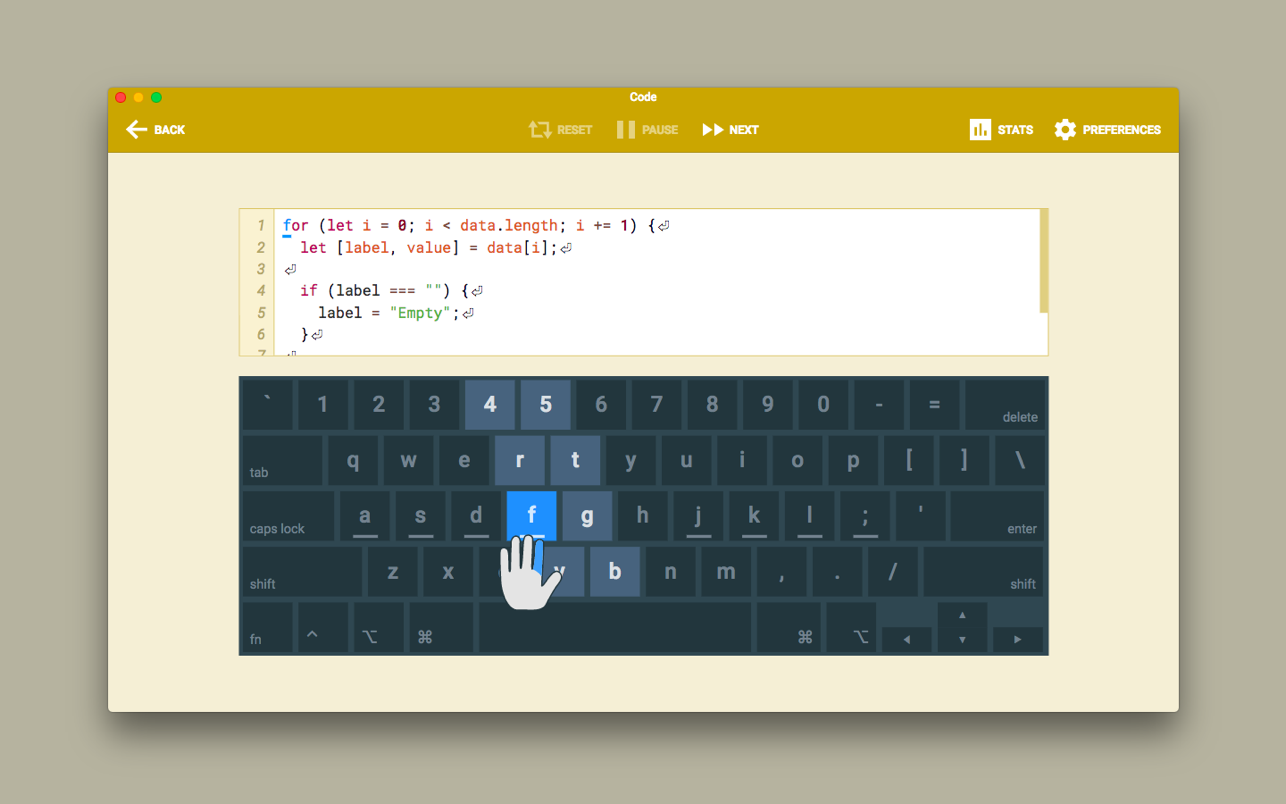 Code
BACK RESET PAUSE NEXT STATS PREFERENCES
1 for (let i = 0; i < data.length; i += 1) {⏎
2 let [label, value] = data[i];⏎
3 ⏎
4 if (label === "") {⏎
5 label = "Empty";⏎
6 }⏎
7 ⏎
` 1 2 3 4 5 6 7 8 9 0 - = delete
tab q w e r t y u i o p [ ] \
caps lock a s d f g h j k l ; ' enter
shift z x v b n m , . / shift
fn ^ ⌥ ⌘ ⌘ ⌥ ◀ ▲ ▼ ▶